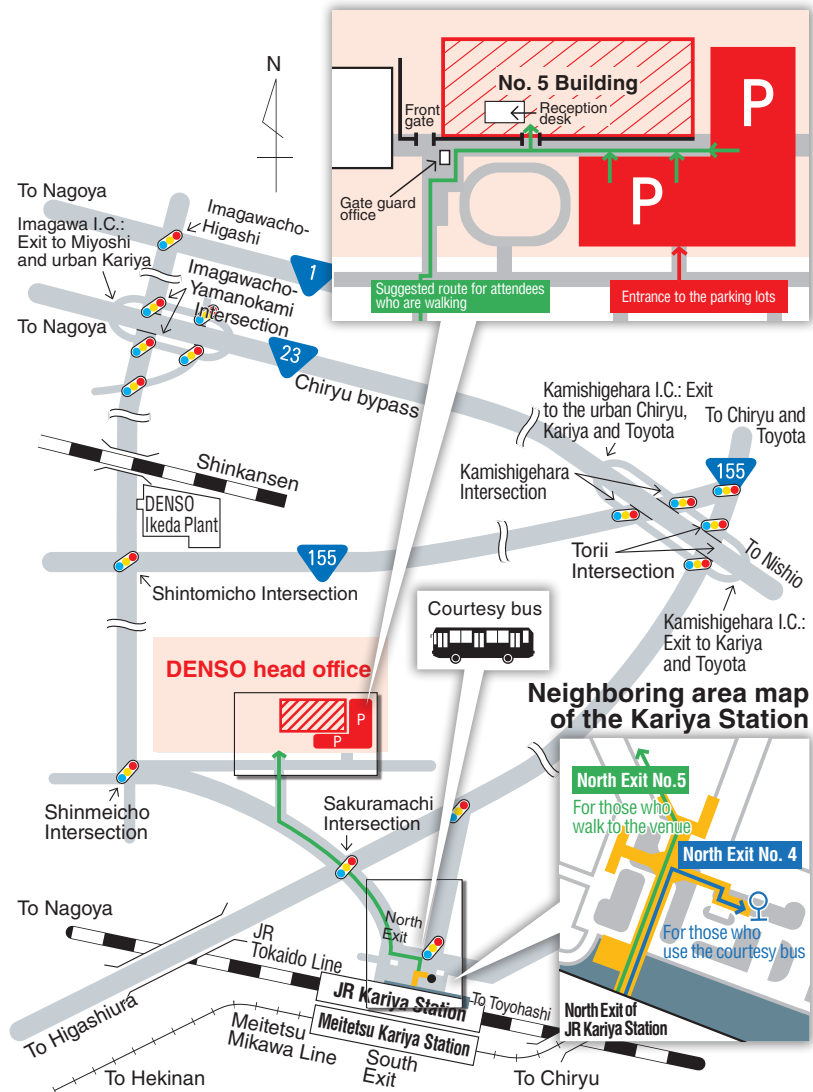 N
No. 5 Building
Front
gate
Reception
desk
P
P
Gate guard
office
Suggested route for attendees
who are walking
Entrance to the parking lots
To Nagoya
Imagawacho-
Higashi
Imagawa I.C.:
Exit to Miyoshi
and urban Kariya
1
Imagawacho-
Yamanokami
Intersection
To Nagoya
23
Chiryu bypass
Kamishigehara I.C.: Exit
to the urban Chiryu,
Kariya and Toyota
To Chiryu and
Toyota
Shinkansen
Kamishigehara
Intersection
155
DENSO
Ikeda Plant
155
Torii
Intersection
To Nishio
Shintomicho Intersection
Courtesy bus
Kamishigehara I.C.:
Exit to Kariya
and Toyota
DENSO head office
P
P
Neighboring area map
of the Kariya Station
North Exit No.5
For those who
walk to the venue
North Exit No. 4
For those who
use the courtesy bus
North Exit of
JR Kariya Station
Shinmeicho
Intersection
Sakuramachi
Intersection
To Nagoya
North
Exit
JR
Tokaido Line
JR Kariya Station
To Toyohashi
Meitetsu Kariya Station
To Higashiura
Meitetsu
Mikawa Line
South
Exit
To Hekinan
To Chiryu